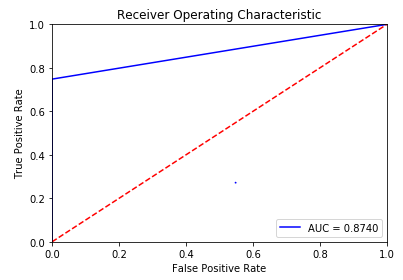 Receiver Operating Characteristic
1.0
0.8
0.6
0.4
0.2
0.0
True Positive Rate
AUC = 0.8740
0.0 0.2 0.4 0.6 0.8 1.0
False Positive Rate